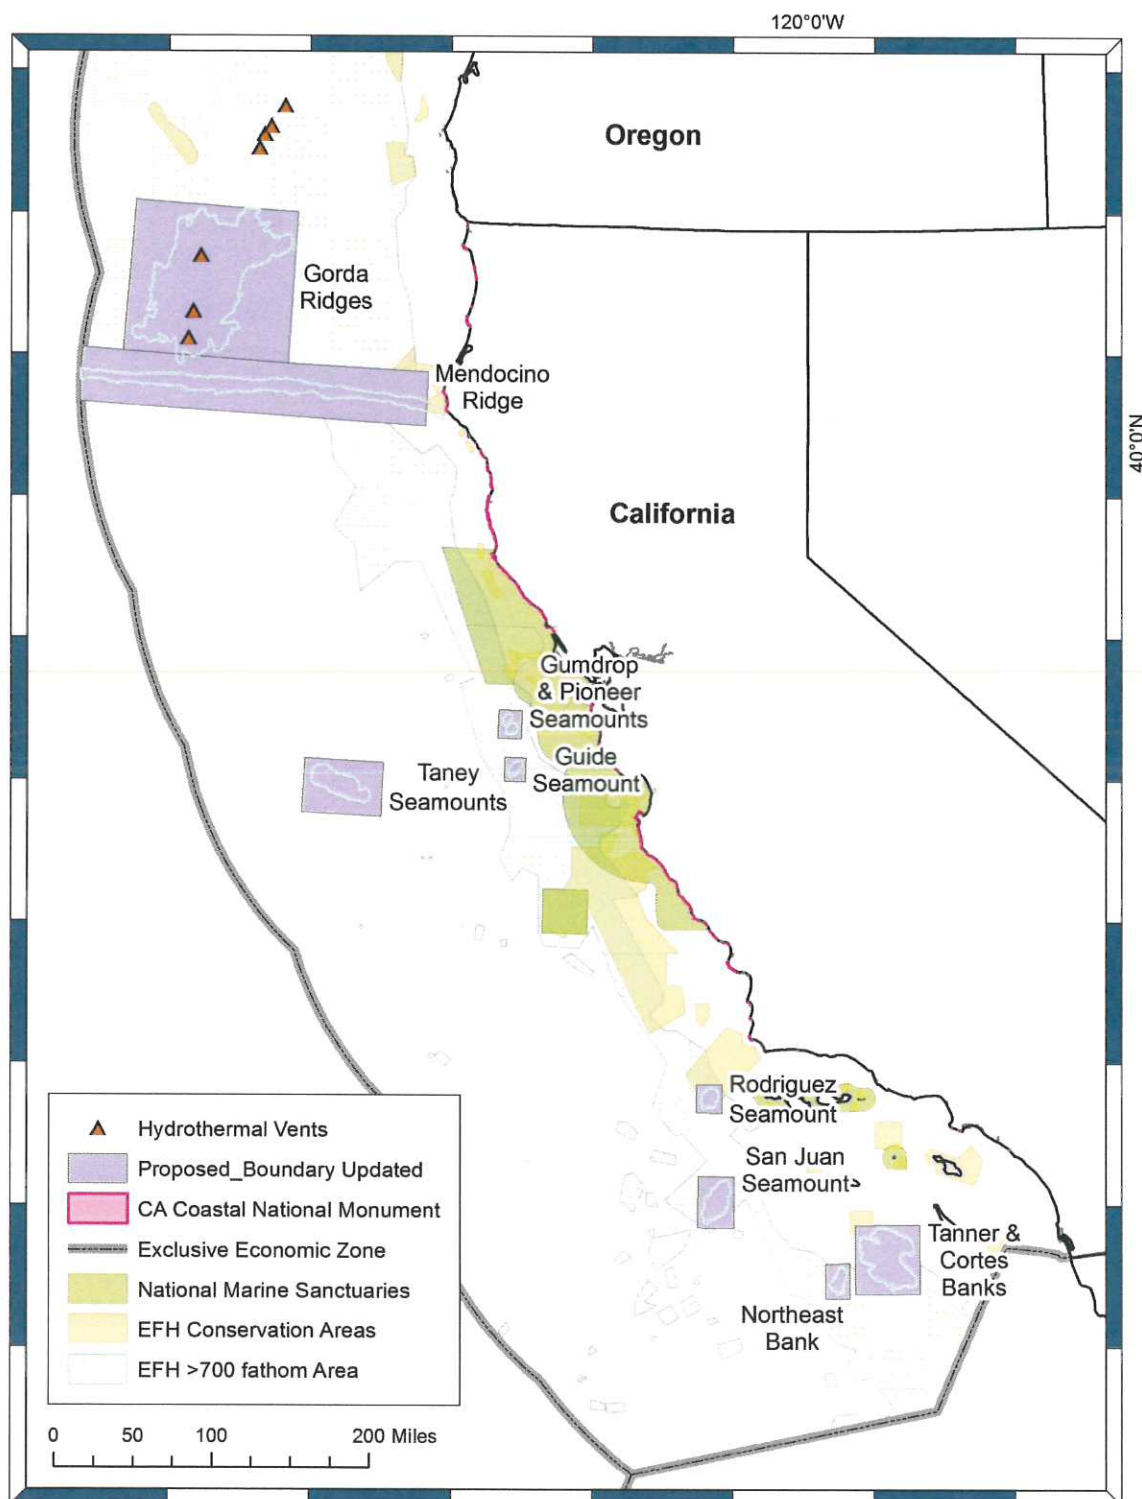 120°0'W
Oregon
Gorda
Ridges
Mendocino
Ridge
40°0'N
California
Gumdrop
& Pioneer
Seamounts
Guide
Seamount
Taney
Seamounts
Rodriguez
Seamount
San Juan
Seamount
Tanner &
Cortes
Banks
Northeast
Bank
Hydrothermal Vents
Proposed_Boundary Updated
CA Coastal National Monument
Exclusive Economic Zone
National Marine Sanctuaries
EFH Conservation Areas
EFH >700 fathom Area
0 50 100 200 Miles